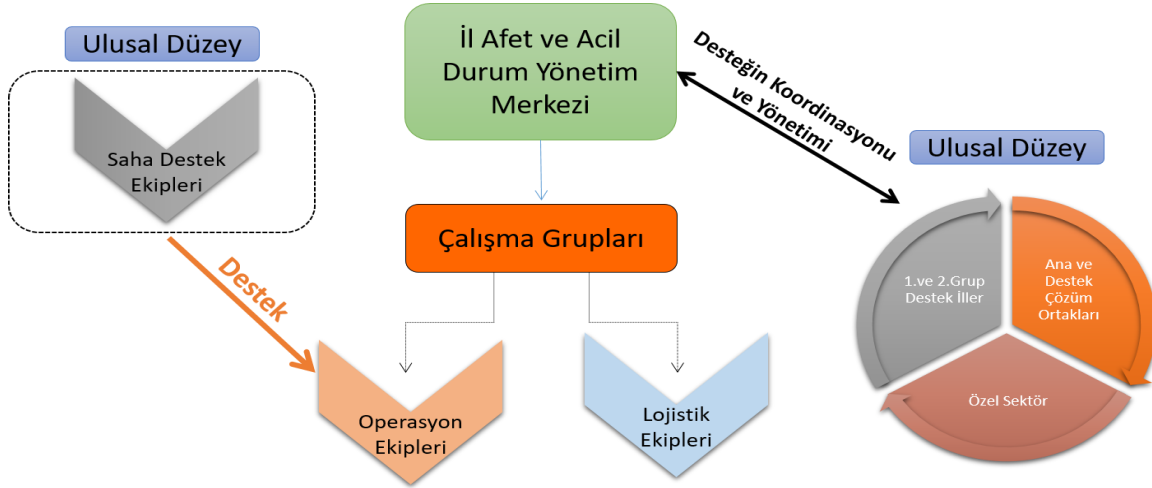 Ulusal Düzey
Saha Destek
Ekipleri
Destek
İl Afet ve Acil
Durum Yönetim
Merkezi
Çalışma Grupları
Operasyon
Ekipleri
Lojistik
Ekipleri
Desteğin Koordinasyonu
ve Yönetimi
Ulusal Düzey
1.ve 2.Grup
Destek İller
Ana ve
Destek
Çözüm
Ortakları
Özel Sektör